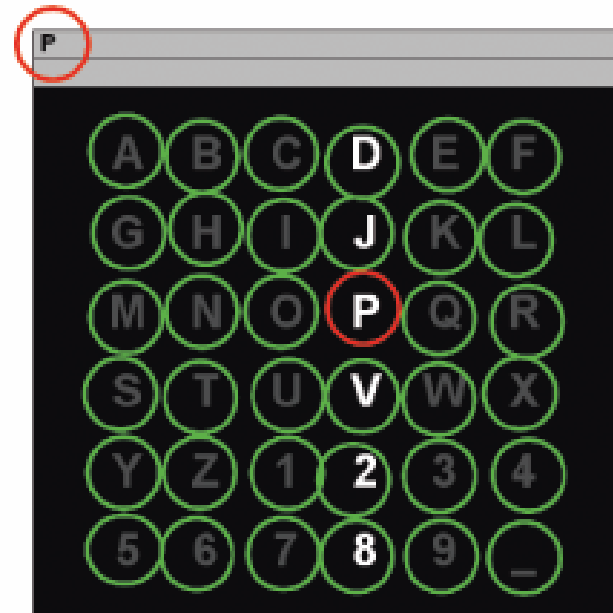 P
A B C D E F
G H I J K L
M N O P Q R
S T U V W X
Y Z 1 2 3 4
5 6 7 8 9 _